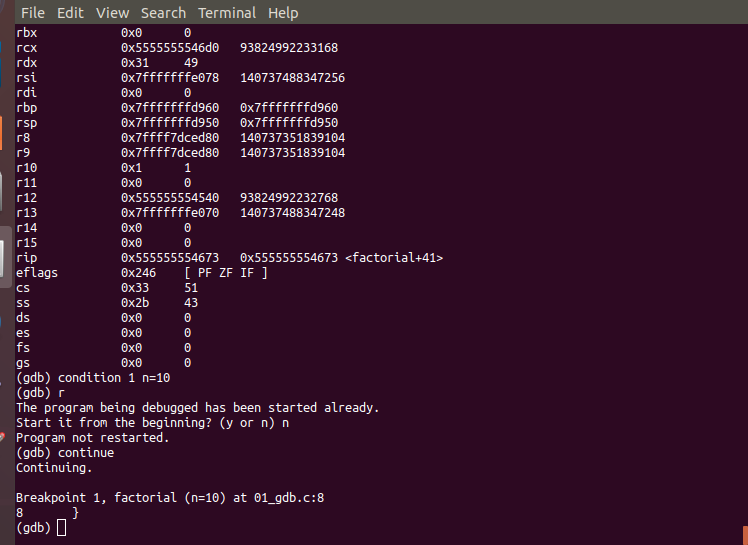 File Edit View Search Terminal Help
rbx 0x0 0
rcx 0x5555555546d0 93824992233168
rdx 0x31 49
rsi 0x7fffffffe078 140737488347256
rdi 0x0 0
rbp 0x7fffffffd960 0x7fffffffd960
rsp 0x7fffffffd950 0x7fffffffd950
r8 0x7ffff7dced80 140737351839104
r9 0x7ffff7dced80 140737351839104
r10 0x1 1
r11 0x0 0
r12 0x555555554540 93824992232768
r13 0x7fffffffe070 140737488347248
r14 0x0 0
r15 0x0 0
rip 0x555555554673 0x555555554673 <factorial+41>
eflags 0x246 [ PF ZF IF ]
cs 0x33 51
ss 0x2b 43
ds 0x0 0
es 0x0 0
fs 0x0 0
gs 0x0 0
(gdb) condition 1 n=10
(gdb) r
The program being debugged has been started already.
Start it from the beginning? (y or n) n
Program not restarted.
(gdb) continue
Continuing.
Breakpoint 1, factorial (n=10) at 01_gdb.c:8
8 }
(gdb)